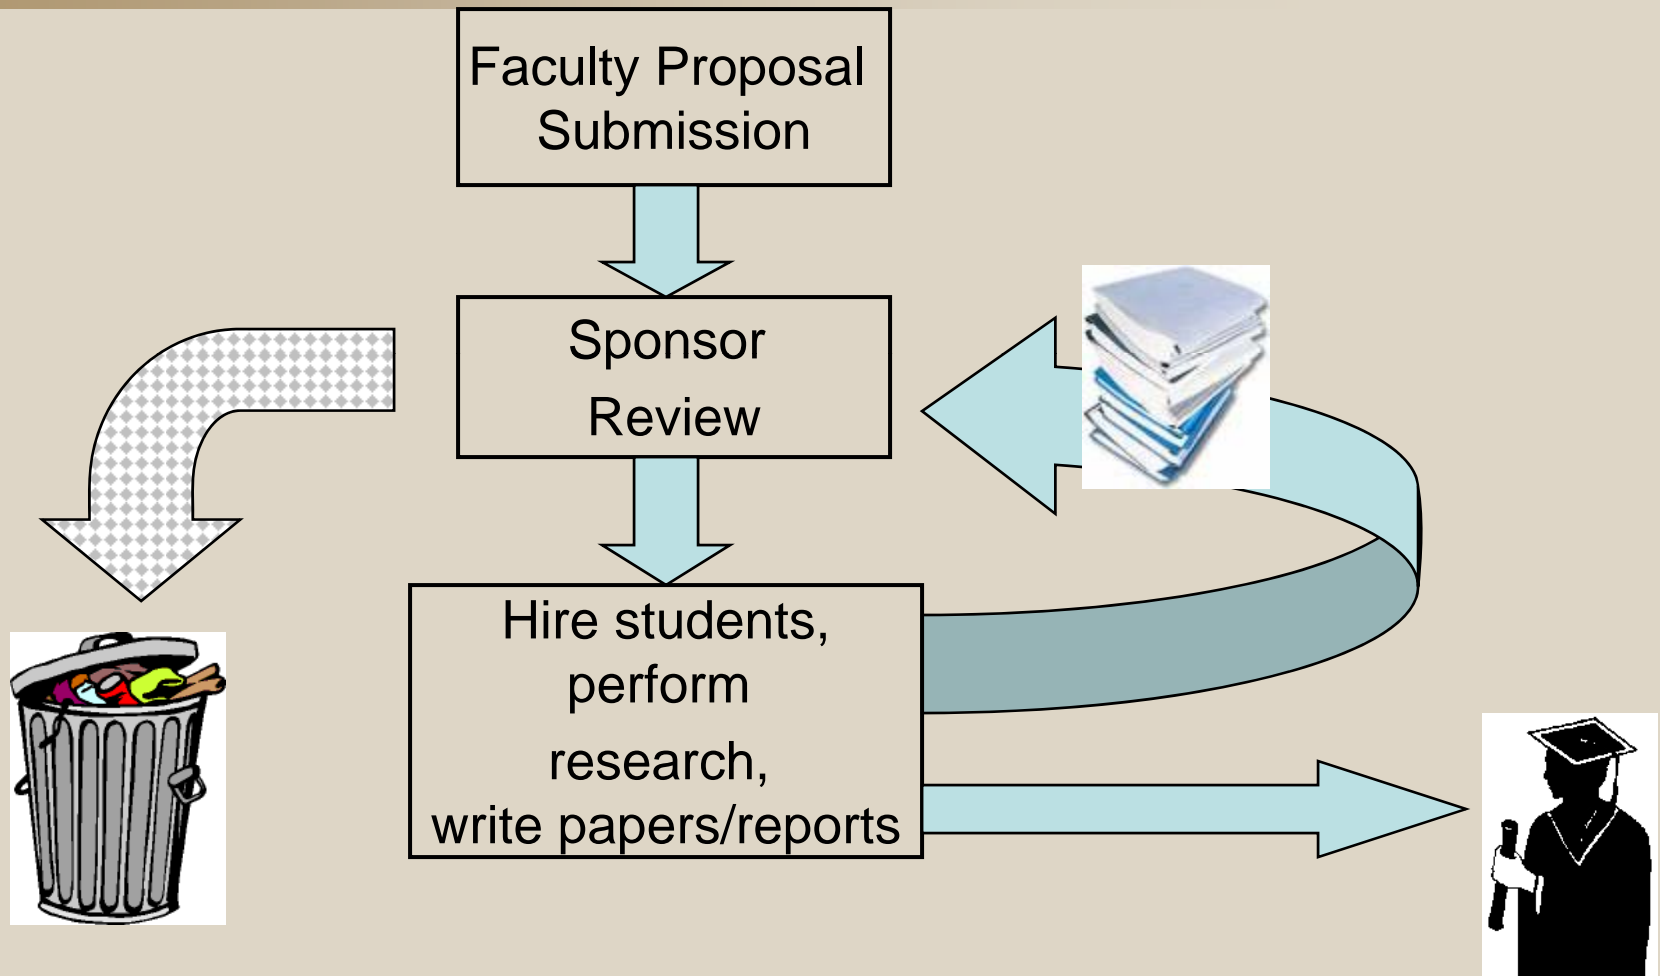 Faculty Proposal
Submission
Sponsor
Review
Hire students,
perform
research,
write papers/reports